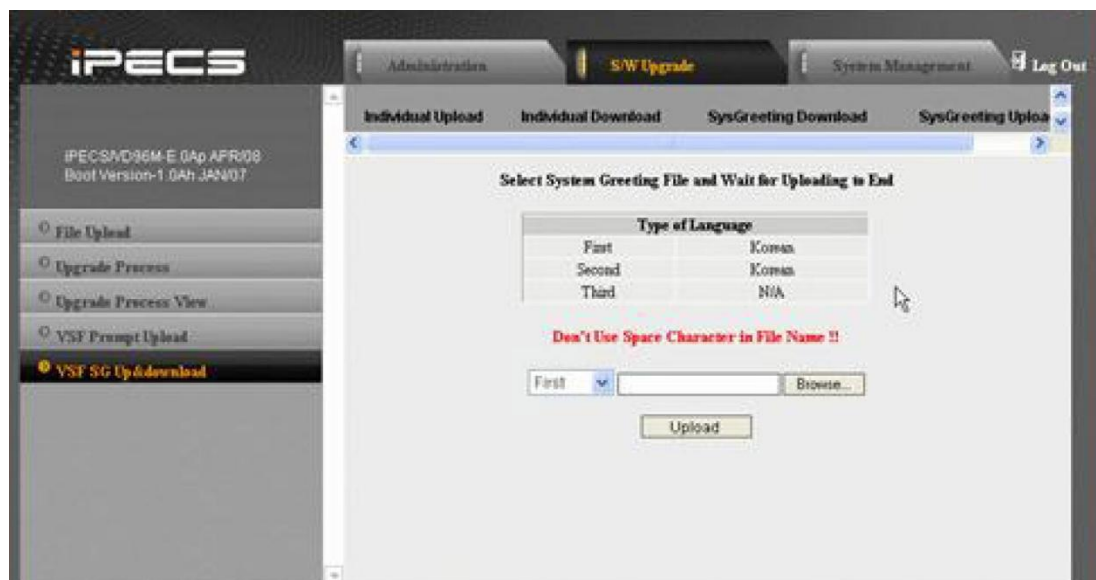 iPECS
Administration
S/W Upgrade
System Management
Log Out
Individual Upload
Individual Download
SysGreeting Download
SysGreeting Uploa
iPECS/VD36M-E.0Ap APR/08
Boot Version-1.0Ah JAN/07
File Upload
Upgrade Process
Upgrade Process View
VSF Prompt Upload
VSF SG Up&download
Select System Greeting File and Wait for Uploading to End
Type of Language
First Korean
Second Korean
Third N/A
Don't Use Space Character in File Name !!
First
Browse...
Upload